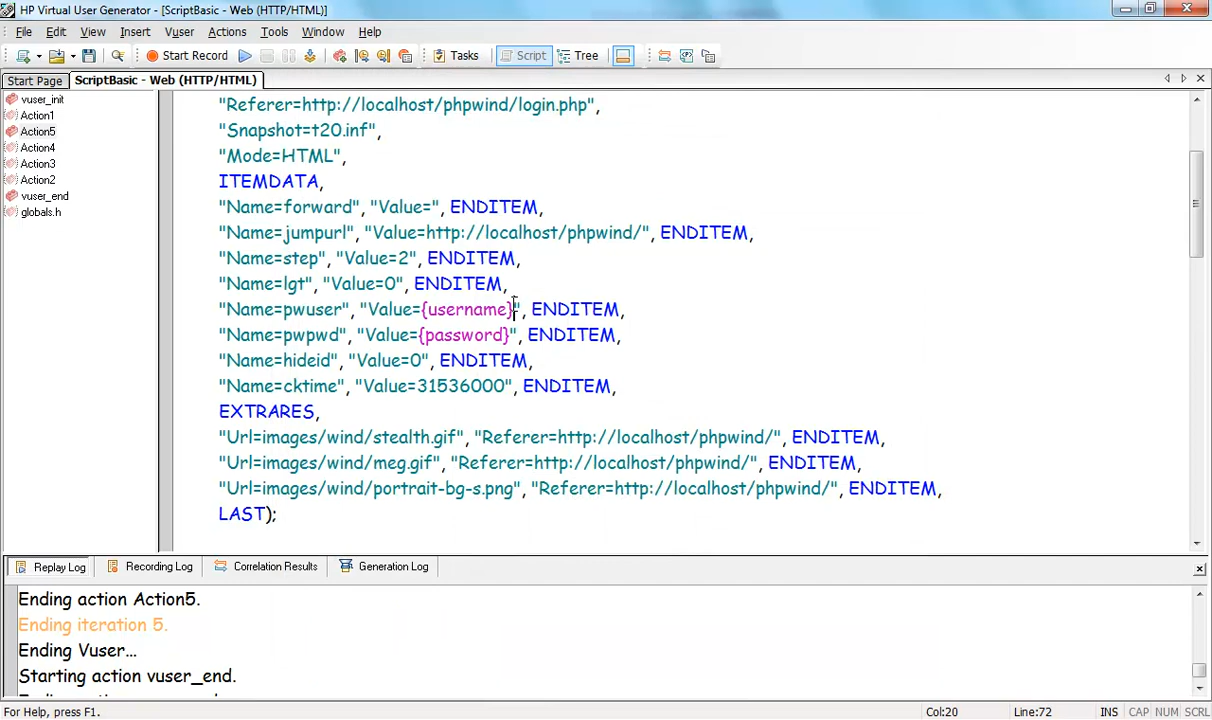 HP Virtual User Generator - [ScriptBasic - Web (HTTP/HTML)]
File Edit View Insert Vuser Actions Tools Window Help
Start Record Tasks Script Tree
Start Page ScriptBasic - Web (HTTP/HTML)
vuser_init
Action1
Action5
Action4
Action3
Action2
vuser_end
globals.h
"Referer=http://localhost/phpwind/login.php",
"Snapshot=t20.inf",
"Mode=HTML",
ITEMDATA,
"Name=forward", "Value=", ENDITEM,
"Name=jumpurl", "Value=http://localhost/phpwind/", ENDITEM,
"Name=step", "Value=2", ENDITEM,
"Name=lgt", "Value=0", ENDITEM,
"Name=pwuser", "Value={username}", ENDITEM,
"Name=pwpwd", "Value={password}", ENDITEM,
"Name=hideid", "Value=0", ENDITEM,
"Name=cktime", "Value=31536000", ENDITEM,
EXTRARES,
"Url=images/wind/stealth.gif", "Referer=http://localhost/phpwind/", ENDITEM,
"Url=images/wind/meg.gif", "Referer=http://localhost/phpwind/", ENDITEM,
"Url=images/wind/portrait-bg-s.png", "Referer=http://localhost/phpwind/", ENDITEM,
LAST);
Replay Log Recording Log Correlation Results Generation Log
Ending action Action5.
Ending iteration 5.
Ending Vuser...
Starting action vuser_end.
For Help, press F1. Col:20 Line:72 INS CAP NUM SCRL